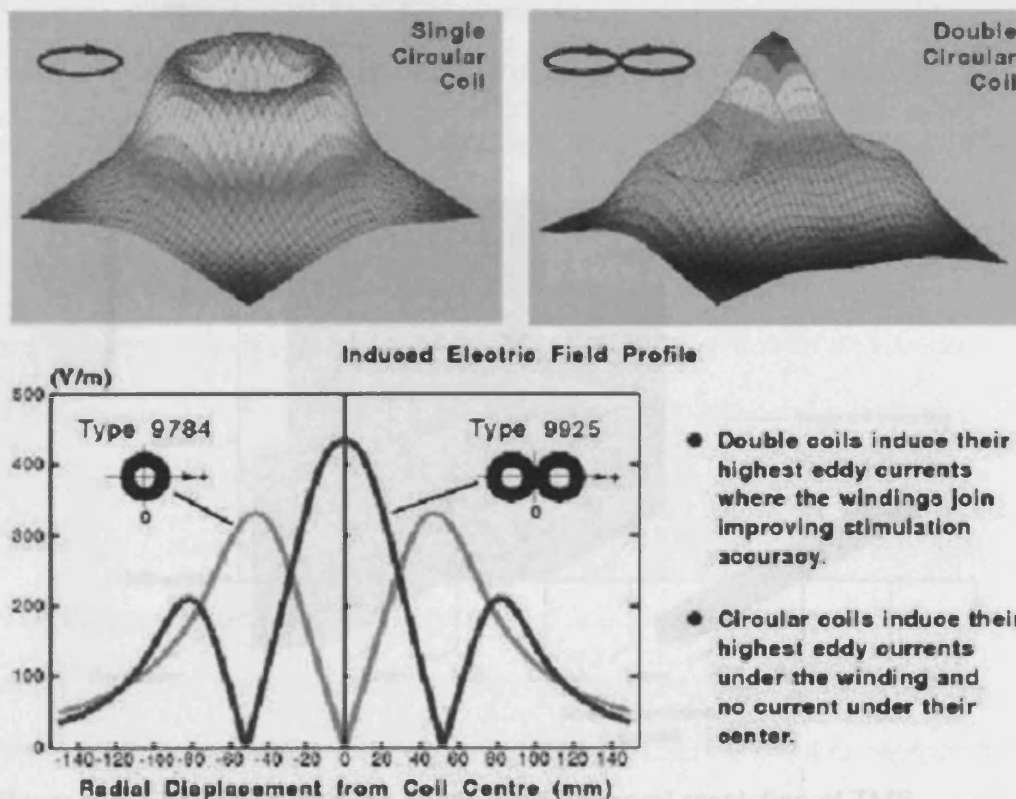 Single
Circular
Coil
Double
Circular
Coil
Induced Electric Field Profile
(V/m)
500
400
300
200
100
0
Type 9784
0
Type 9925
0
-140 -120 -100 -80 -60 -40 -20 0 20 40 60 80 100 120 140
Radial Displacement from Coil Centre (mm)
● Double coils induce their
highest eddy currents
where the windings join
improving stimulation
accuracy.
● Circular coils induce their
highest eddy currents
under the winding and
no current under their
center.